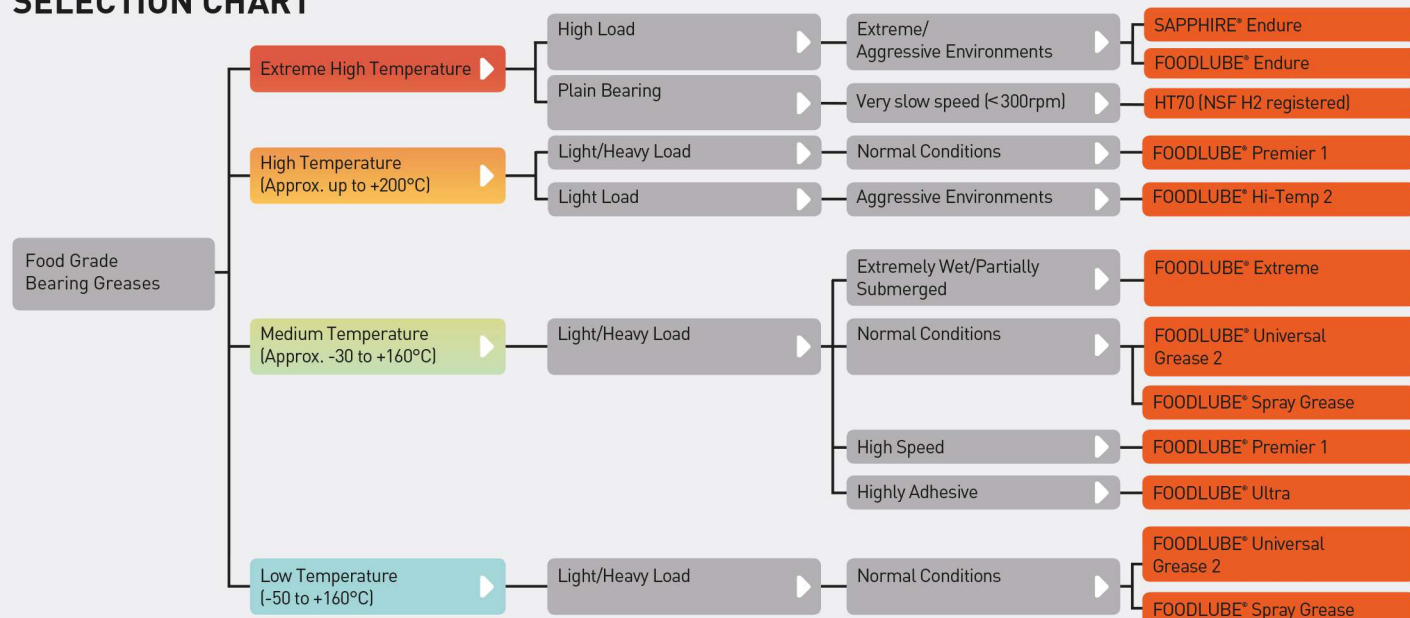 SELECTION CHART
Food Grade
Bearing Greases
Extreme High Temperature
High Load
Extreme/
Aggressive Environments
SAPPHIRE® Endure
FOODLUBE® Endure
Plain Bearing
Very slow speed (<300rpm)
HT70 (NSF H2 registered)
High Temperature
(Approx. up to +200°C)
Light/Heavy Load
Normal Conditions
FOODLUBE® Premier 1
Light Load
Aggressive Environments
FOODLUBE® Hi-Temp 2
Medium Temperature
(Approx. -30 to +160°C)
Light/Heavy Load
Extremely Wet/Partially
Submerged
FOODLUBE® Extreme
Normal Conditions
FOODLUBE® Universal
Grease 2
FOODLUBE® Spray Grease
High Speed
FOODLUBE® Premier 1
Highly Adhesive
FOODLUBE® Ultra
Low Temperature
(-50 to +160°C)
Light/Heavy Load
Normal Conditions
FOODLUBE® Universal
Grease 2
FOODLUBE® Spray Grease